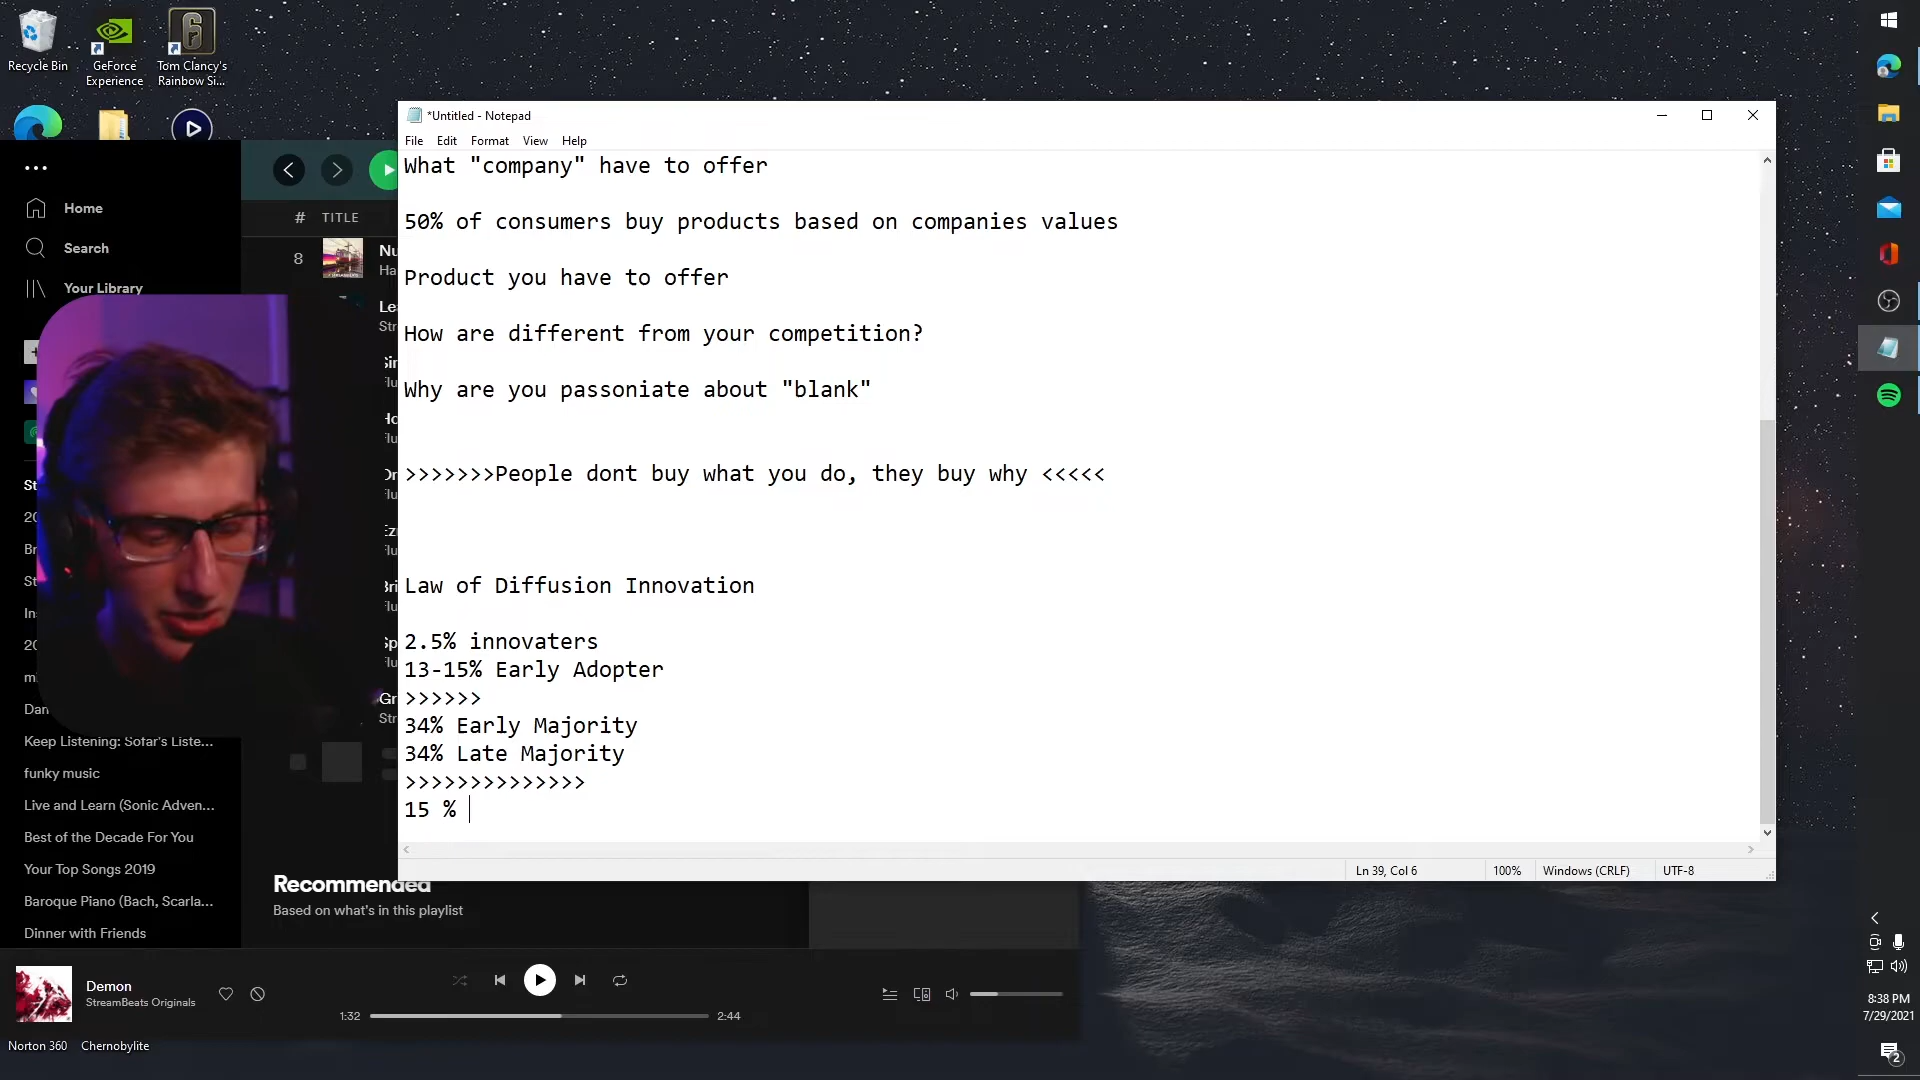 Recycle Bin
GeForce
Experience
Tom Clancy's
Rainbow Si...
*Untitled - Notepad
File Edit Format View Help
What "company" have to offer
50% of consumers buy products based on companies values
Product you have to offer
How are different from your competition?
Why are you passoniate about "blank"
>>>>>>>People dont buy what you do, they buy why <<<<<
Law of Diffusion Innovation
2.5% innovaters
13-15% Early Adopter
>>>>>>
34% Early Majority
34% Late Majority
>>>>>>>>>>>>>>
15 %
Ln 39, Col 6 100% Windows (CRLF) UTF-8
Home
Search
Your Library
# TITLE
8
Keep Listening: Sofar's Liste...
funky music
Live and Learn (Sonic Adven...
Best of the Decade For You
Your Top Songs 2019
Baroque Piano (Bach, Scarla...
Dinner with Friends
Recommended
Based on what's in this playlist
Demon
StreamBeats Originals
1:32
2:44
Norton 360 Chernobylite
8:38 PM
7/29/2021
2